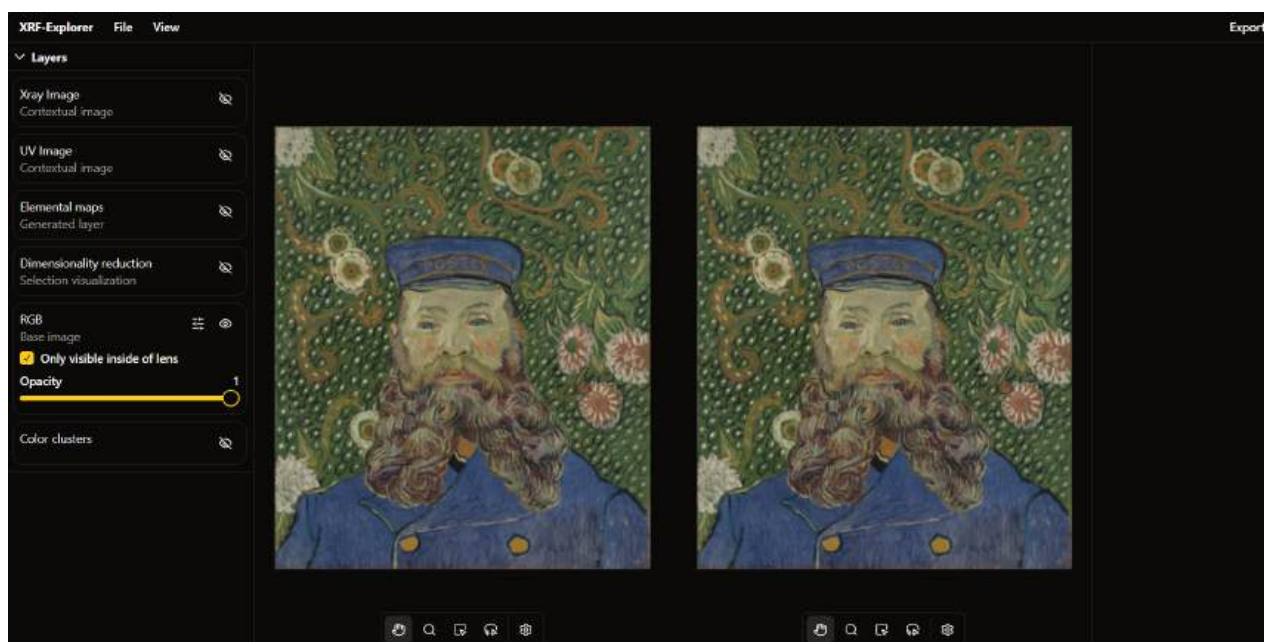 XRF-Explorer File View Export
Layers
Xray Image
Contextual image
UV Image
Contextual image
Elemental maps
Generated layer
Dimensionality reduction
Selection visualization
RGB
Base image
Only visible inside of lens
Opacity 1
Color clusters